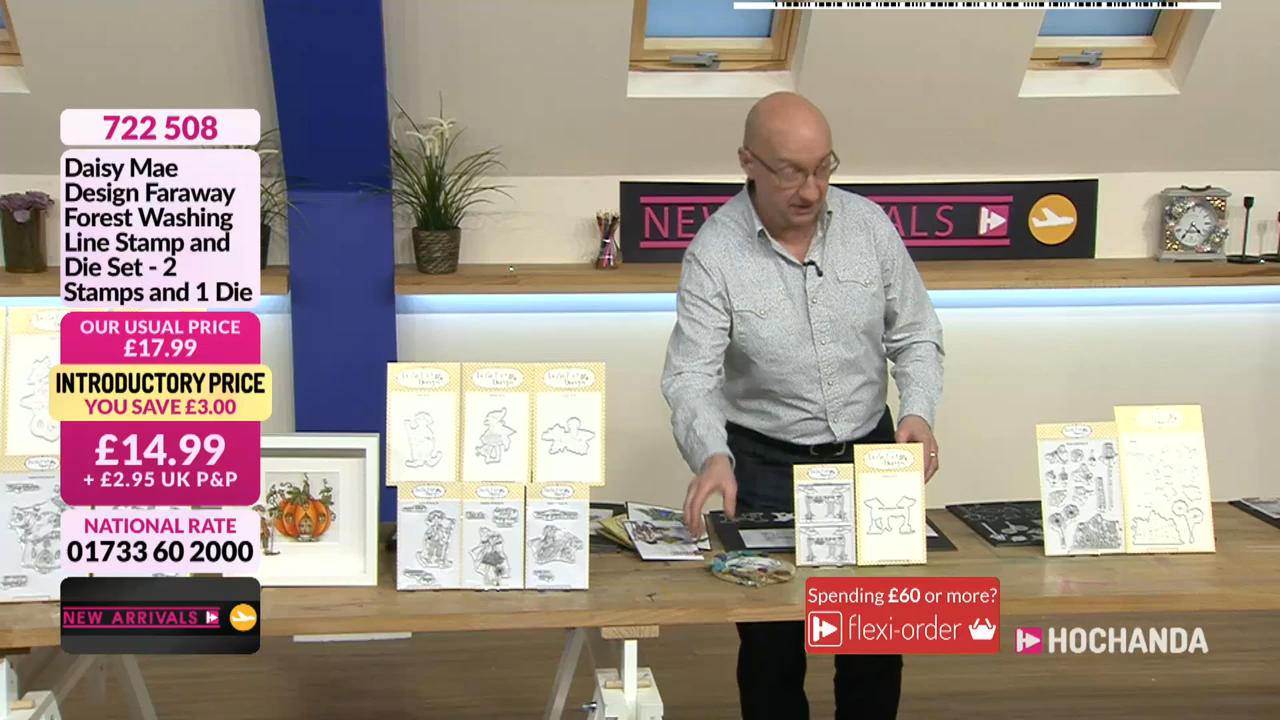 722 508
Daisy Mae
Design Faraway
Forest Washing
Line Stamp and
Die Set - 2
Stamps and 1 Die
OUR USUAL PRICE
£17.99
INTRODUCTORY PRICE
YOU SAVE £3.00
£14.99
+ £2.95 UK P&P
NATIONAL RATE
01733 60 2000
NEW ARRIVALS
NEW ARRIVALS
Spending £60 or more?
flexi-order
HOCHANDA